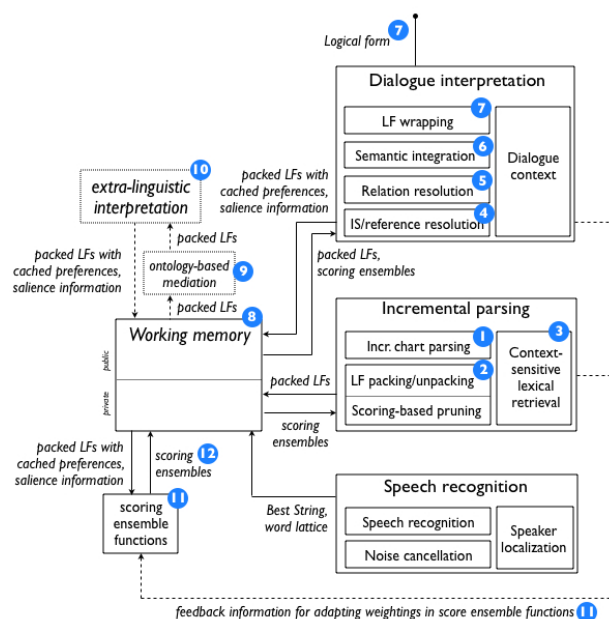 Logical form 7
Dialogue interpretation
LF wrapping 7
Semantic integration 6
Relation resolution 5
IS/reference resolution 4
Dialogue
context
packed LFs with
cached preferences,
salience information
10
extra-linguistic
interpretation
packed LFs
packed LFs with
cached preferences,
salience information
ontology-based
mediation 9
packed LFs
packed LFs,
scoring ensembles
Working memory 8
public
private
Incremental parsing
Incr. chart parsing 1
LF packing/unpacking 2
Scoring-based pruning
3
Context-
sensitive
lexical
retrieval
packed LFs
scoring
ensembles
packed LFs with
cached preferences,
salience information
scoring 12
ensembles
scoring
ensemble
functions
11
Best String,
word lattice
Speech recognition
Speech recognition
Noise cancellation
Speaker
localization
feedback information for adapting weightings in score ensemble functions 11